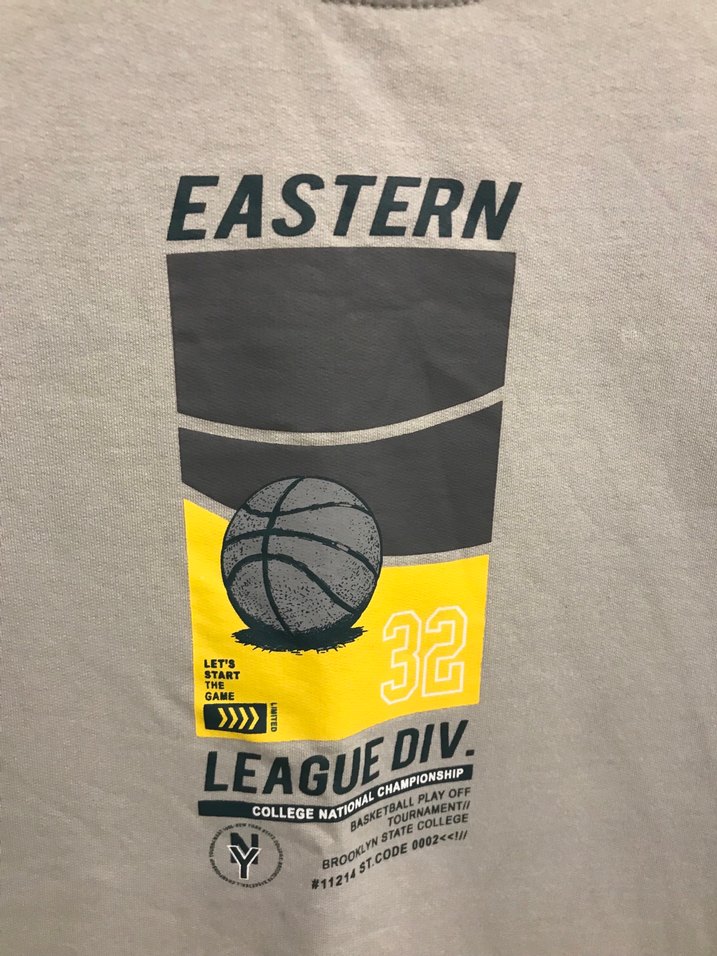 EASTERN
32
LET'S
START
THE
GAME
LIMITED
LEAGUE DIV.
COLLEGE NATIONAL CHAMPIONSHIP
BASKETBALL PLAY OFF
TOURNAMENT//
BROOKLYN STATE COLLEGE
#11214 ST.CODE 0002<<!//
NY